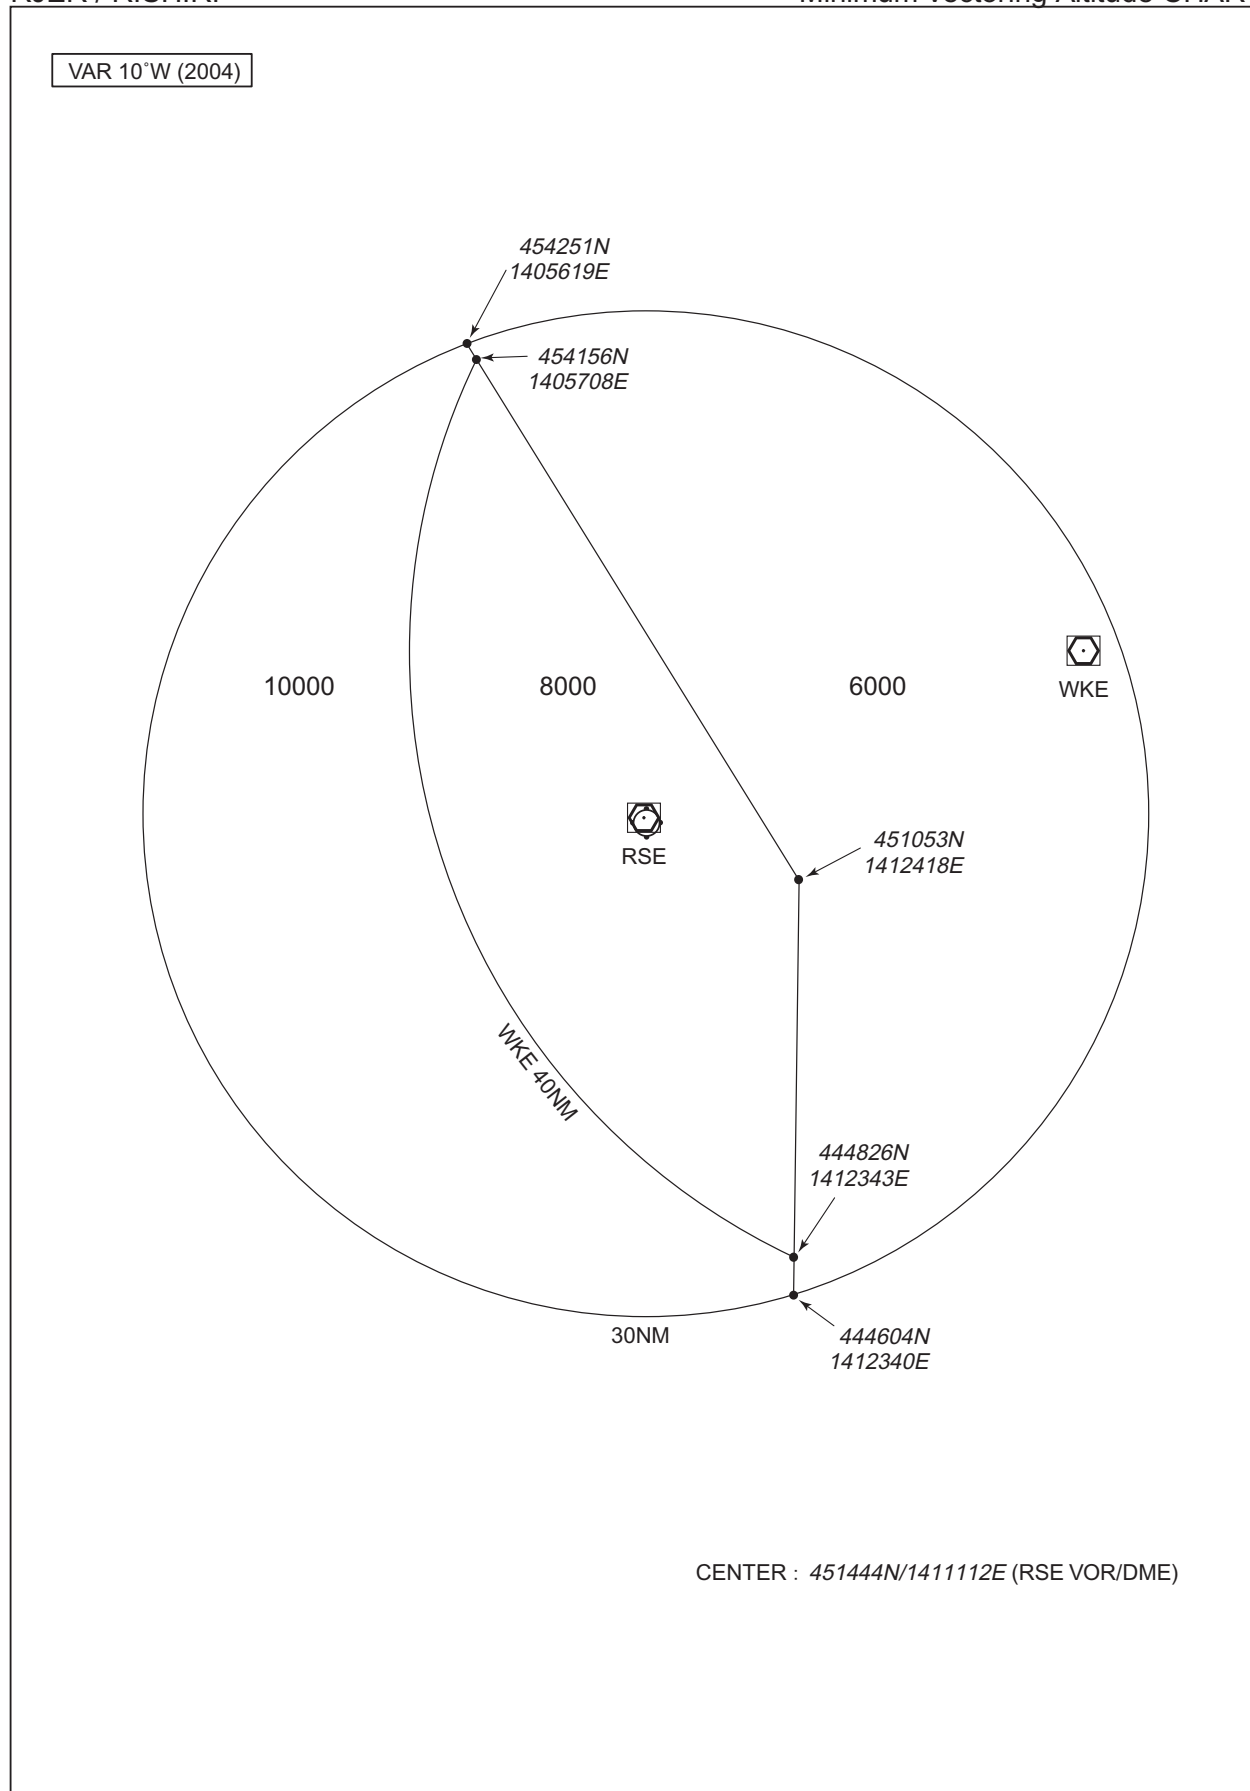 VAR 10°W (2004)
454251N
1405619E
454156N
1405708E
10000
8000
6000
WKE
RSE
451053N
1412418E
WKE 40NM
444826N
1412343E
30NM
444604N
1412340E
CENTER : 451444N/1411112E (RSE VOR/DME)